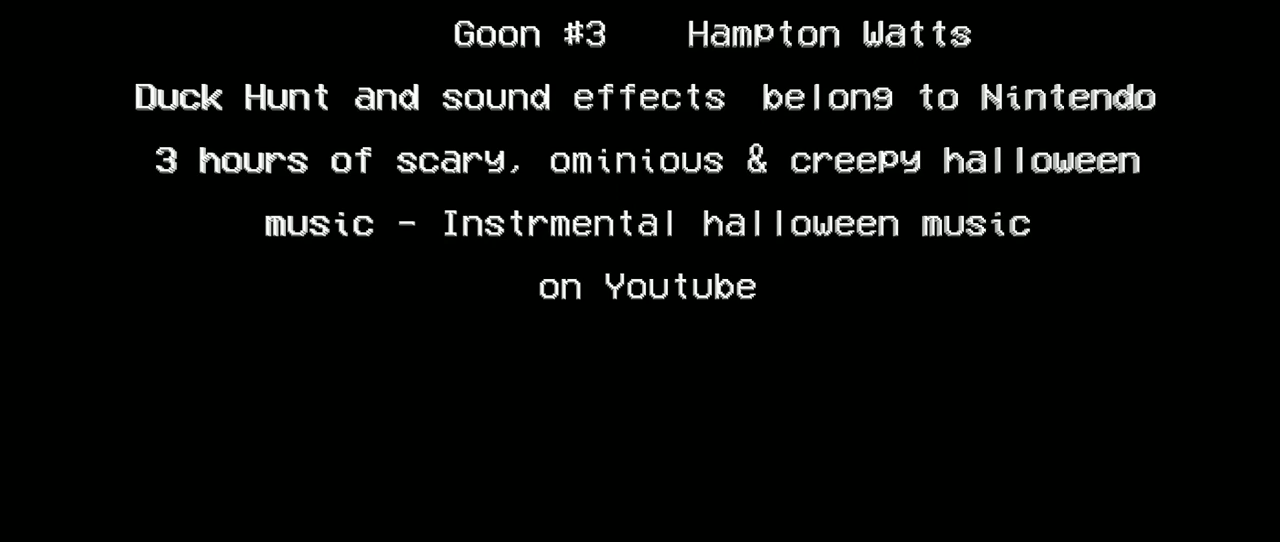 Goon #3 Hampton Watts
Duck Hunt and sound effects belong to Nintendo
3 hours of scary, ominious & creepy halloween
music - Instrmental halloween music
on Youtube